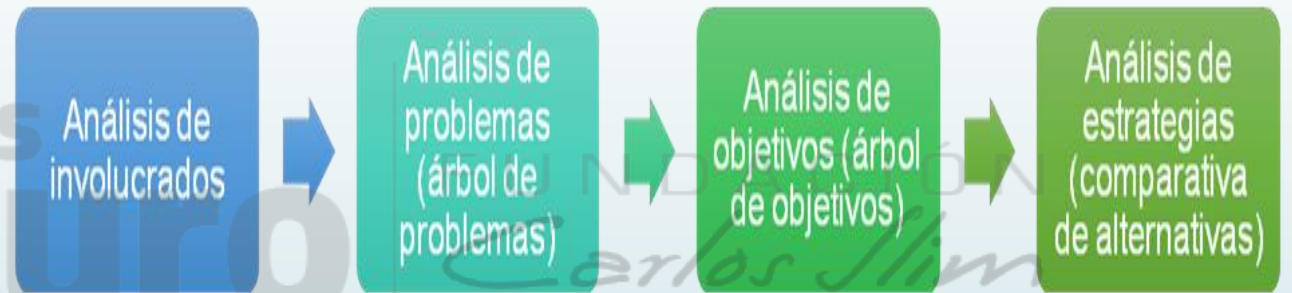 Análisis de
involucrados
Análisis de
problemas
(árbol de
problemas)
Análisis de
objetivos (árbol
de objetivos)
Análisis de
estrategias
(comparativa
de alternativas)
FUNDACIÓN
Carlos Slim